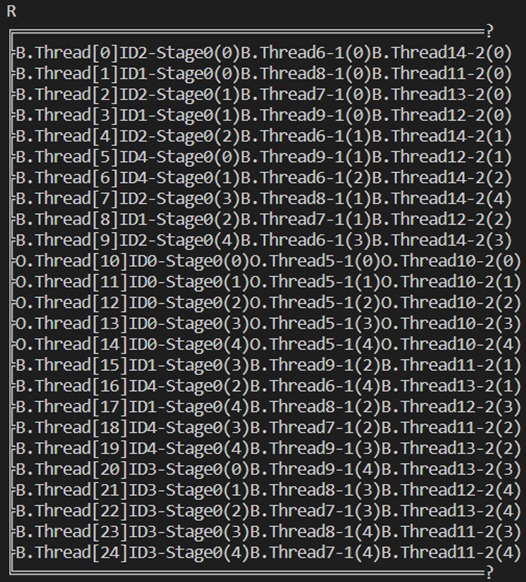 R
╔══════════════════════════════════════════?
╠B.Thread[0]ID2-Stage0(0)B.Thread6-1(0)B.Thread14-2(0)
╠B.Thread[1]ID1-Stage0(0)B.Thread8-1(0)B.Thread11-2(0)
╠B.Thread[2]ID2-Stage0(1)B.Thread7-1(0)B.Thread13-2(0)
╠B.Thread[3]ID1-Stage0(1)B.Thread9-1(0)B.Thread12-2(0)
╠B.Thread[4]ID2-Stage0(2)B.Thread6-1(1)B.Thread14-2(1)
╠B.Thread[5]ID4-Stage0(0)B.Thread9-1(1)B.Thread12-2(1)
╠B.Thread[6]ID4-Stage0(1)B.Thread6-1(2)B.Thread14-2(2)
╠B.Thread[7]ID2-Stage0(3)B.Thread8-1(1)B.Thread14-2(4)
╠B.Thread[8]ID1-Stage0(2)B.Thread7-1(1)B.Thread12-2(2)
╠B.Thread[9]ID2-Stage0(4)B.Thread6-1(3)B.Thread14-2(3)
╠O.Thread[10]ID0-Stage0(0)O.Thread5-1(0)O.Thread10-2(0)
╠O.Thread[11]ID0-Stage0(1)O.Thread5-1(1)O.Thread10-2(1)
╠O.Thread[12]ID0-Stage0(2)O.Thread5-1(2)O.Thread10-2(2)
╠O.Thread[13]ID0-Stage0(3)O.Thread5-1(3)O.Thread10-2(3)
╠O.Thread[14]ID0-Stage0(4)O.Thread5-1(4)O.Thread10-2(4)
╠B.Thread[15]ID1-Stage0(3)B.Thread9-1(2)B.Thread11-2(1)
╠B.Thread[16]ID4-Stage0(2)B.Thread6-1(4)B.Thread13-2(1)
╠B.Thread[17]ID1-Stage0(4)B.Thread8-1(2)B.Thread12-2(3)
╠B.Thread[18]ID4-Stage0(3)B.Thread7-1(2)B.Thread11-2(2)
╠B.Thread[19]ID4-Stage0(4)B.Thread9-1(3)B.Thread13-2(2)
╠B.Thread[20]ID3-Stage0(0)B.Thread9-1(4)B.Thread13-2(3)
╠B.Thread[21]ID3-Stage0(1)B.Thread8-1(3)B.Thread12-2(4)
╠B.Thread[22]ID3-Stage0(2)B.Thread7-1(3)B.Thread13-2(4)
╠B.Thread[23]ID3-Stage0(3)B.Thread8-1(4)B.Thread11-2(3)
╠B.Thread[24]ID3-Stage0(4)B.Thread7-1(4)B.Thread11-2(4)
╚══════════════════════════════════════════?